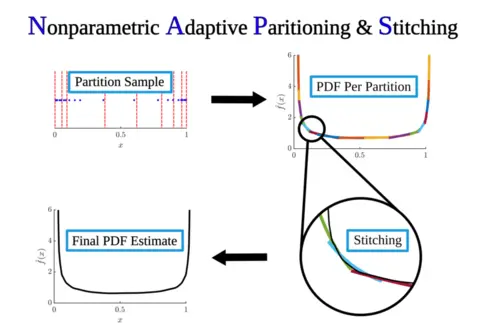 Nonparametric Adaptive Paritioning & Stitching
Partition Sample
0
0.5
1
x
PDF Per Partition
6
4
2
0
f̂(x)
0
0.5
1
Final PDF Estimate
6
4
2
0
f̂(x)
0
0.5
1
x
Stitching